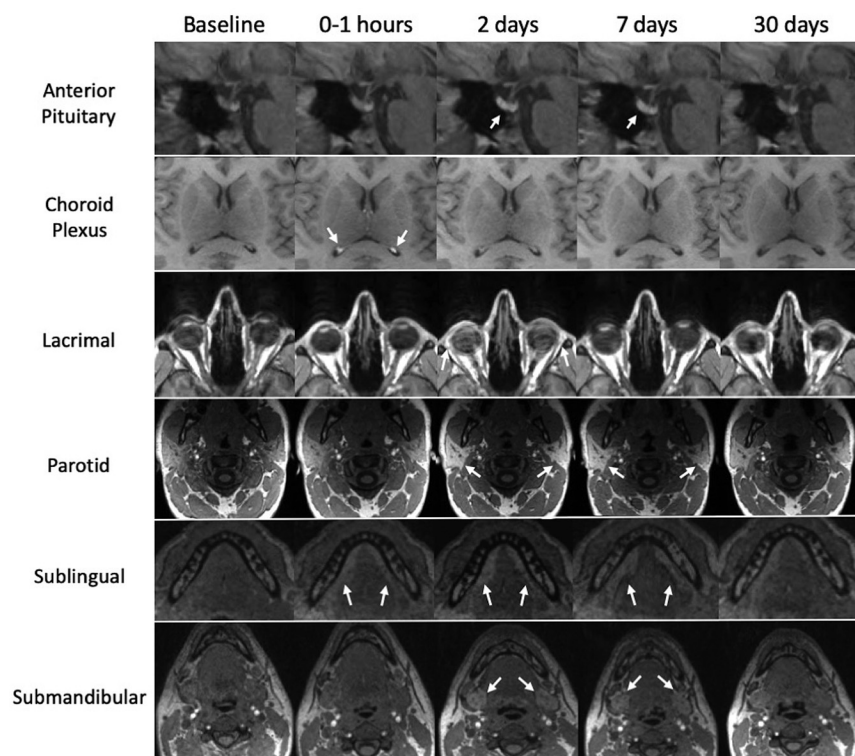 Baseline
0-1 hours
2 days
7 days
30 days
Anterior
Pituitary
Choroid
Plexus
Lacrimal
Parotid
Sublingual
Submandibular